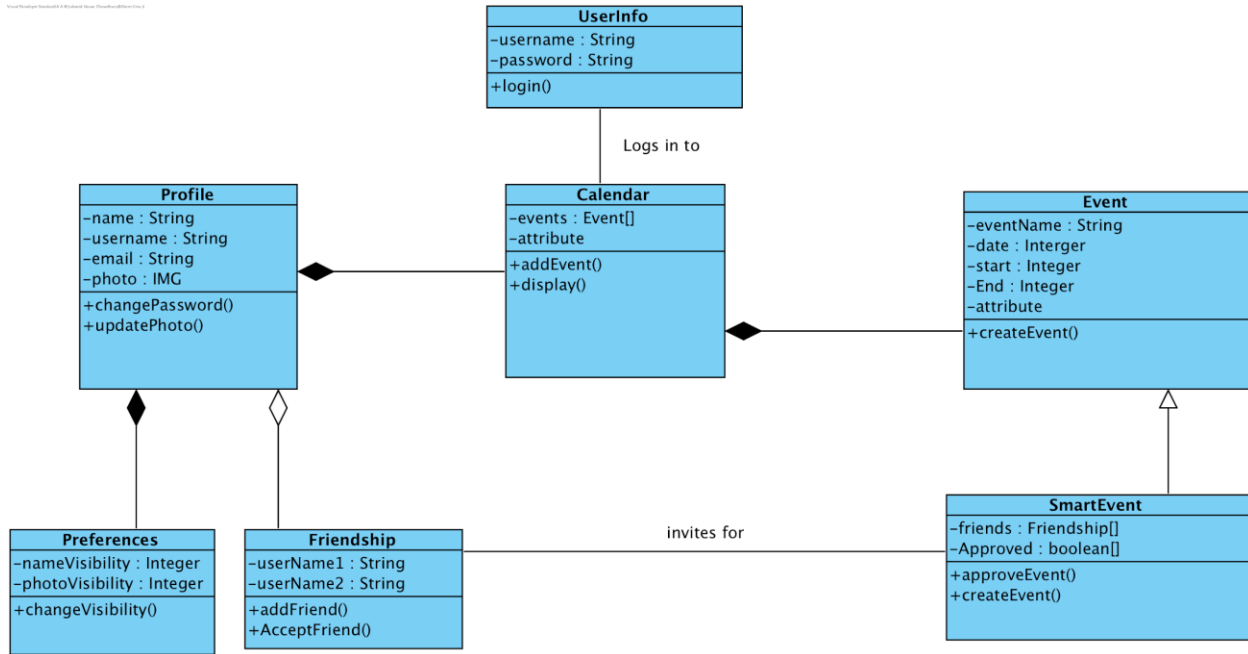 UserInfo
-username : String
-password : String
+login()
Logs in to
Profile
-name : String
-username : String
-email : String
-photo : IMG
+changePassword()
+updatePhoto()
Calendar
-events : Event[]
-attribute
+addEvent()
+display()
Event
-eventName : String
-date : Interger
-start : Integer
-End : Integer
-attribute
+createEvent()
Preferences
-nameVisibility : Integer
-photoVisibility : Integer
+changeVisibility()
Friendship
-userName1 : String
-userName2 : String
+addFriend()
+AcceptFriend()
invites for
SmartEvent
-friends : Friendship[]
-Approved : boolean[]
+approveEvent()
+createEvent()